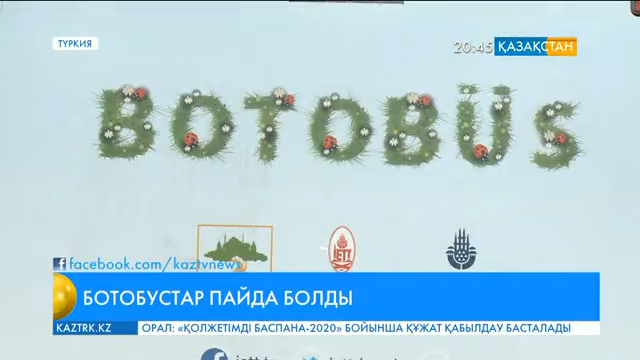 ТҮРКИЯ
20:45 ҚАЗАҚСТАН
BOTOBÜS
İETT
facebook.com/kaztvnews
БОТОБУСТАР ПАЙДА БОЛДЫ
KAZTRK.KZ
ОРАЛ: «ҚОЛЖЕТІМДІ БАСПАНА-2020» БОЙЫНША ҚҰЖАТ ҚАБЫЛДАУ БАСТАЛАДЫ